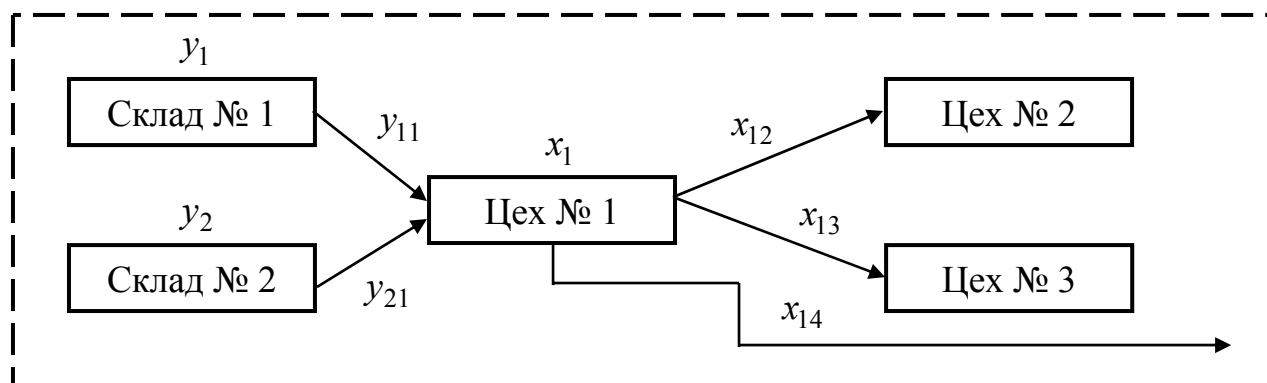 y₁
Склад № 1
y₁₁
x₁₂
Цех № 2
x₁
y₂
Цех № 1
x₁₃
Склад № 2
y₂₁
Цех № 3
x₁₄